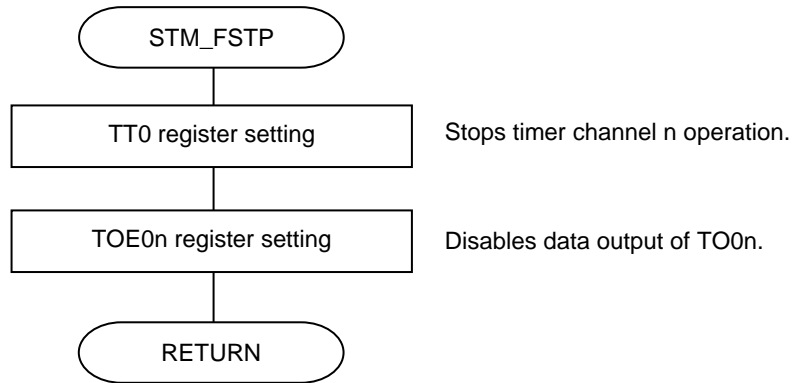 STM_FSTP
TT0 register setting
Stops timer channel n operation.
TOE0n register setting
Disables data output of TO0n.
RETURN